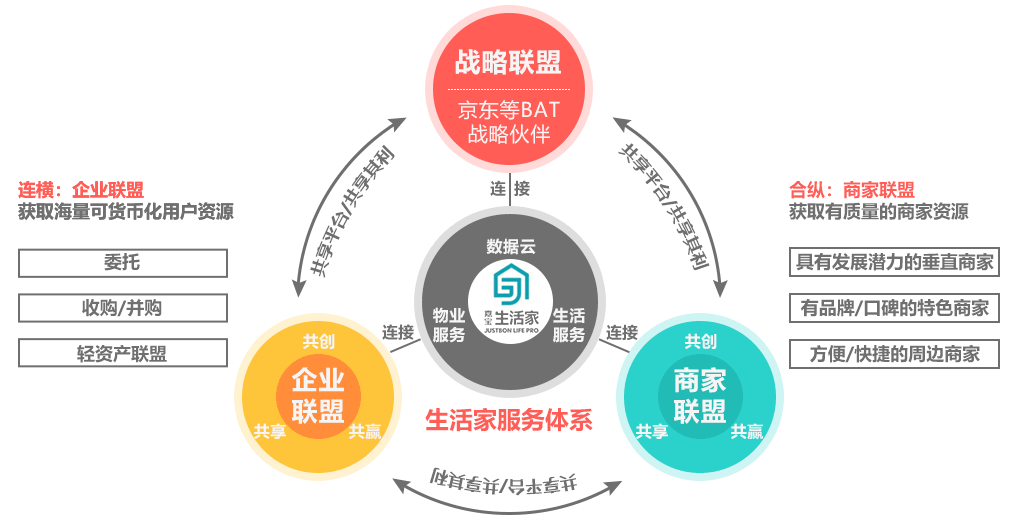 战略联盟
京东等BAT
战略伙伴
连接
共享平台/共享其利
共享平台/共享其利
连横：企业联盟
获取海量可货币化用户资源
委托
收购/并购
轻资产联盟
合纵：商家联盟
获取有质量的商家资源
具有发展潜力的垂直商家
有品牌/口碑的特色商家
方便/快捷的周边商家
数据云
嘉宝生活家
JUSTBON LIFE PRO
物业
服务
生活
服务
连接
连接
共创
企业
联盟
共享
共赢
共创
商家
联盟
共享
共赢
生活家服务体系
共享平台/共享其利